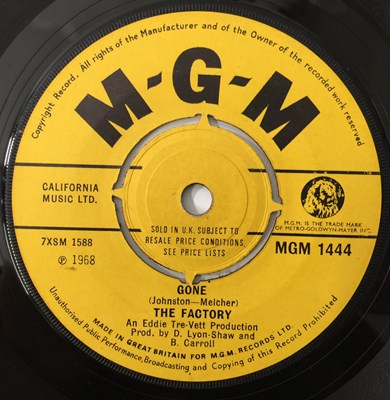 Copyright Record. All rights of the Manufacturer and of the Owner of the recorded work reserved.
M-G-M
CALIFORNIA
MUSIC LTD.
SOLD IN U.K. SUBJECT TO
RESALE PRICE CONDITIONS,
SEE PRICE LISTS
M.G.M. IS THE TRADE MARK
OF METRO-GOLDWYN-MAYER INC.
7XSM 1588
℗ 1968
MGM 1444
GONE
(Johnston—Melcher)
THE FACTORY
An Eddie Tre-Vett Production
Prod. by D. Lyon-Shaw and
B. Carroll
MADE IN GREAT BRITAIN FOR M.G.M. RECORDS LTD.
Unauthorised Public Performance, Broadcasting and Copying of this Record Prohibited